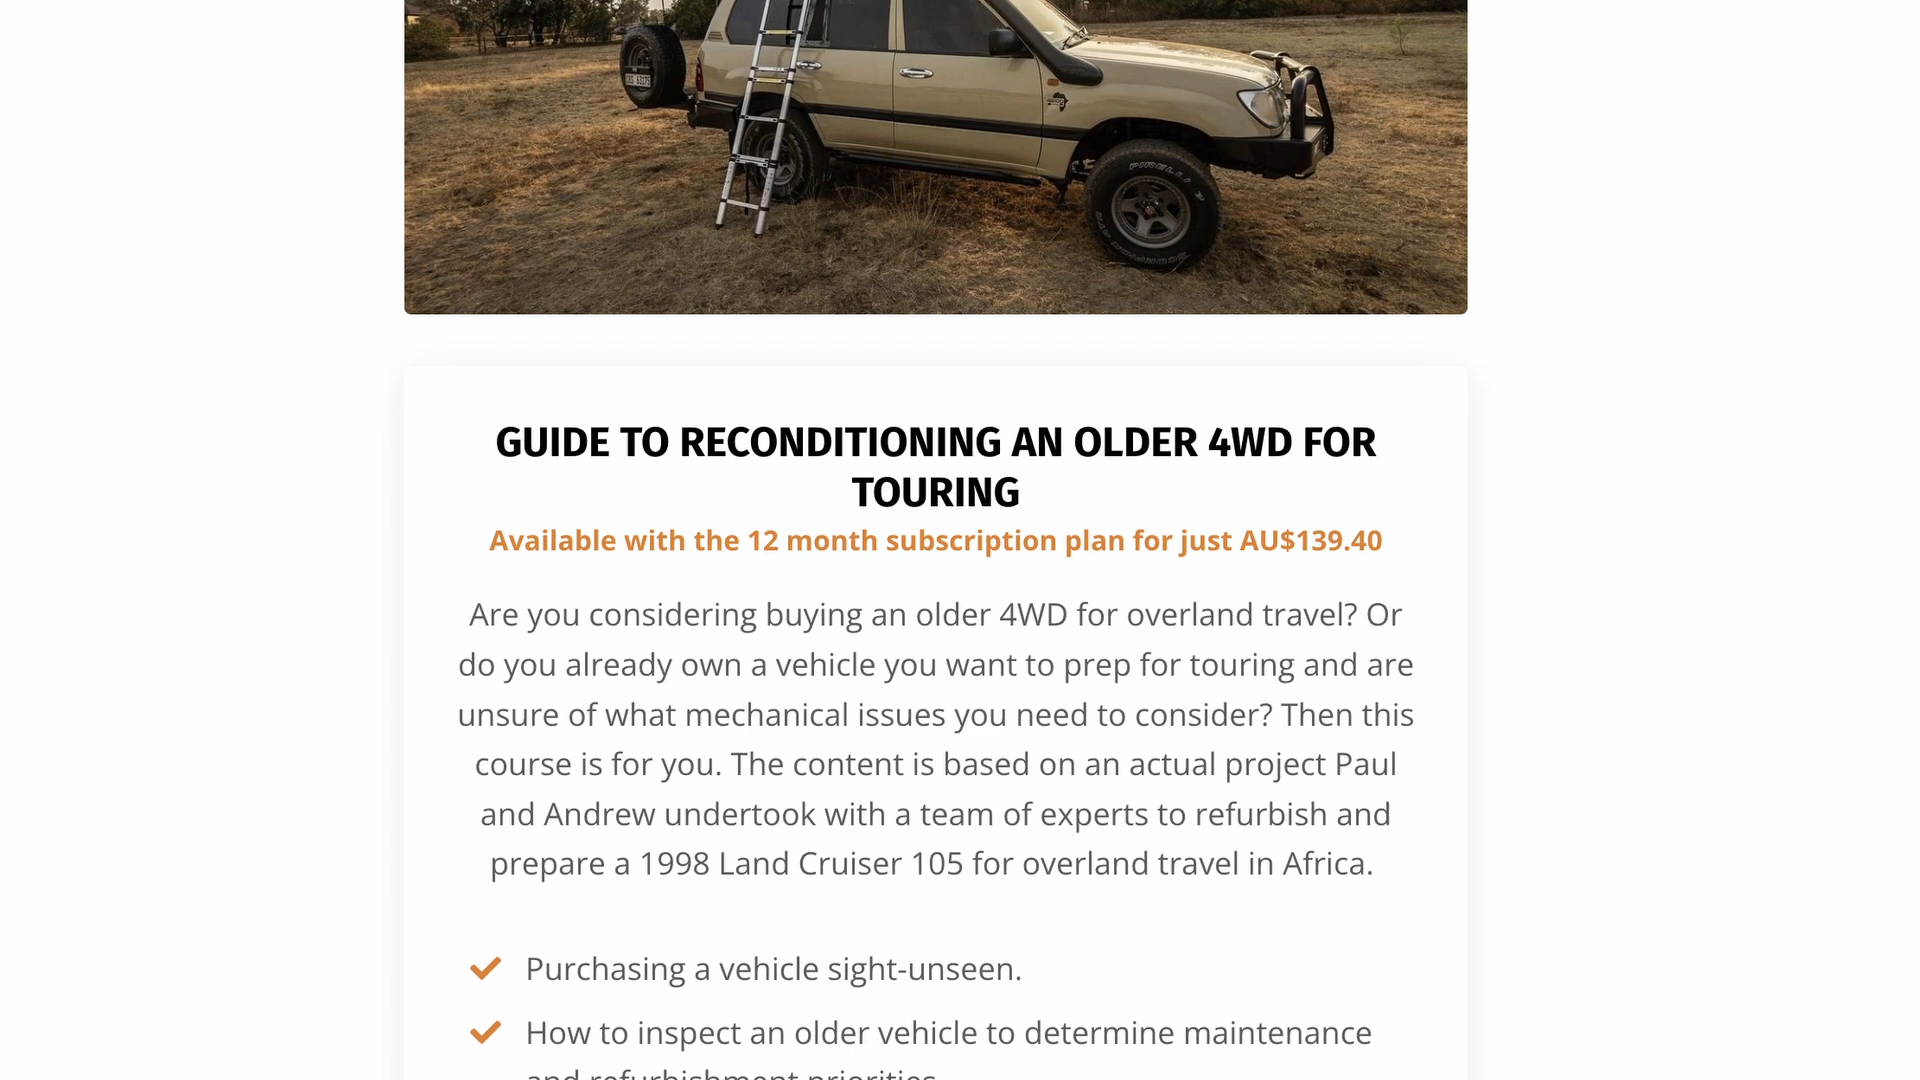 PIRELLI
GUIDE TO RECONDITIONING AN OLDER 4WD FOR
TOURING
Available with the 12 month subscription plan for just AU$139.40
Are you considering buying an older 4WD for overland travel? Or
do you already own a vehicle you want to prep for touring and are
unsure of what mechanical issues you need to consider? Then this
course is for you. The content is based on an actual project Paul
and Andrew undertook with a team of experts to refurbish and
prepare a 1998 Land Cruiser 105 for overland travel in Africa.
Purchasing a vehicle sight-unseen.
How to inspect an older vehicle to determine maintenance
and refurbishment priorities.